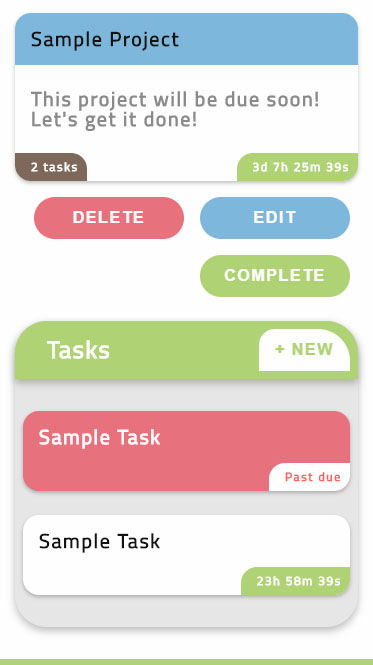 Sample Project
This project will be due soon!
Let's get it done!
2 tasks
3d 7h 25m 39s
DELETE
EDIT
COMPLETE
Tasks
+ NEW
Sample Task
Past due
Sample Task
23h 58m 39s